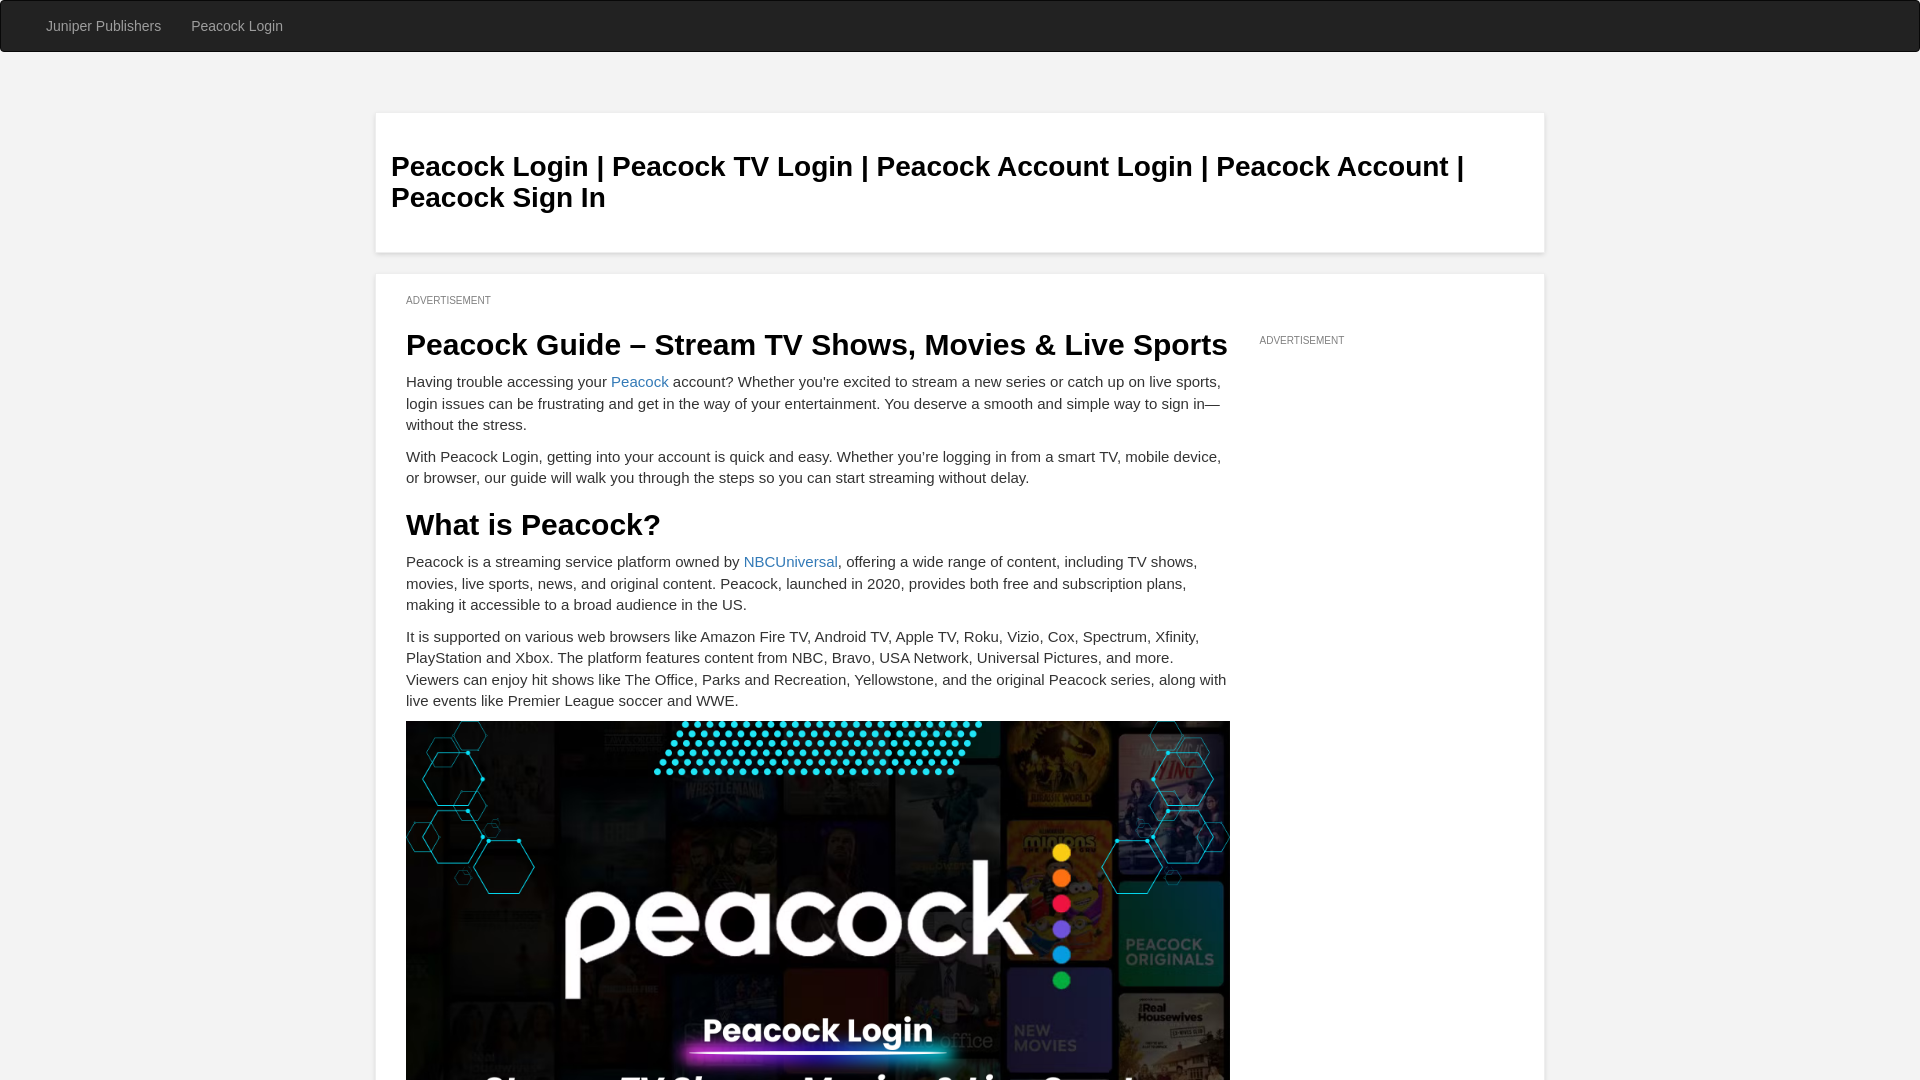 Juniper Publishers Peacock Login
Peacock Login | Peacock TV Login | Peacock Account Login | Peacock Account |
Peacock Sign In
ADVERTISEMENT
Peacock Guide – Stream TV Shows, Movies & Live Sports
ADVERTISEMENT
Having trouble accessing your Peacock account? Whether you're excited to stream a new series or catch up on live sports,
login issues can be frustrating and get in the way of your entertainment. You deserve a smooth and simple way to sign in—
without the stress.
With Peacock Login, getting into your account is quick and easy. Whether you’re logging in from a smart TV, mobile device,
or browser, our guide will walk you through the steps so you can start streaming without delay.
What is Peacock?
Peacock is a streaming service platform owned by NBCUniversal, offering a wide range of content, including TV shows,
movies, live sports, news, and original content. Peacock, launched in 2020, provides both free and subscription plans,
making it accessible to a broad audience in the US.
It is supported on various web browsers like Amazon Fire TV, Android TV, Apple TV, Roku, Vizio, Cox, Spectrum, Xfinity,
PlayStation and Xbox. The platform features content from NBC, Bravo, USA Network, Universal Pictures, and more.
Viewers can enjoy hit shows like The Office, Parks and Recreation, Yellowstone, and the original Peacock series, along with
live events like Premier League soccer and WWE.
WRESTLEMANIA
JURASSIC WORLD
LYING
minions
peacock
PEACOCK
ORIGINALS
The Real
Housewives
NEW
MOVIES
office
Peacock Login